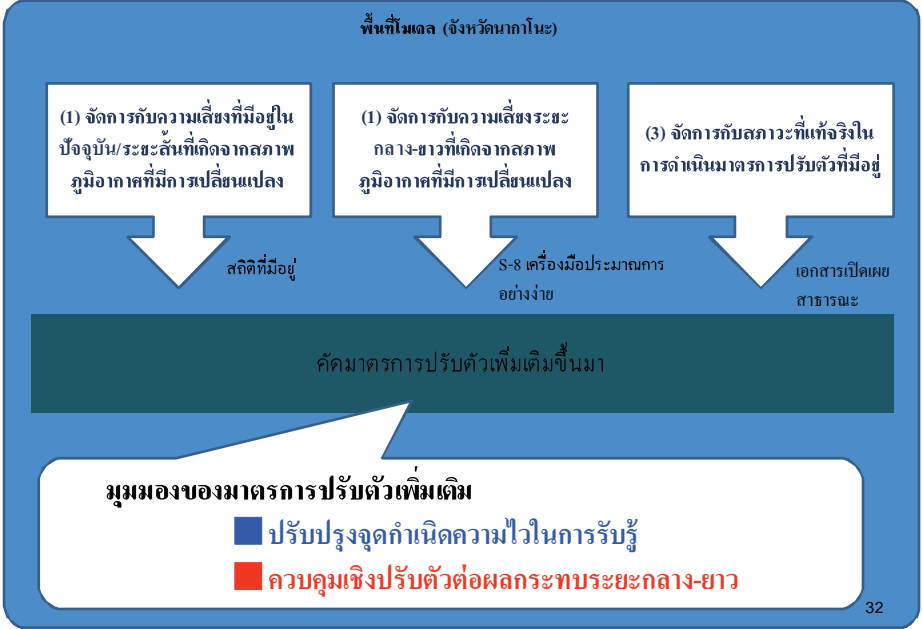 พื้นที่โมเดล (จังหวัดนากาโนะ)
(1) จัดการกับความเสี่ยงที่มีอยู่ใน
ปัจจุบัน/ระยะสั้นที่เกิดจากสภาพ
ภูมิอากาศที่มีการเปลี่ยนแปลง
(1) จัดการกับความเสี่ยงระยะ
กลาง-ยาวที่เกิดจากสภาพ
ภูมิอากาศที่มีการเปลี่ยนแปลง
(3) จัดการกับสภาวะที่แท้จริงใน
การดำเนินมาตรการปรับตัวที่มีอยู่
สถิติที่มีอยู่
S-8 เครื่องมือประมาณการ
อย่างง่าย
เอกสารเปิดเผย
สาธารณะ
คัดมาตรการปรับตัวเพิ่มเติมขึ้นมา
มุมมองของมาตรการปรับตัวเพิ่มเติม
ปรับปรุงจุดกำเนิดความไวในการรับรู้
ควบคุมเชิงปรับตัวต่อผลกระทบระยะกลาง-ยาว
32